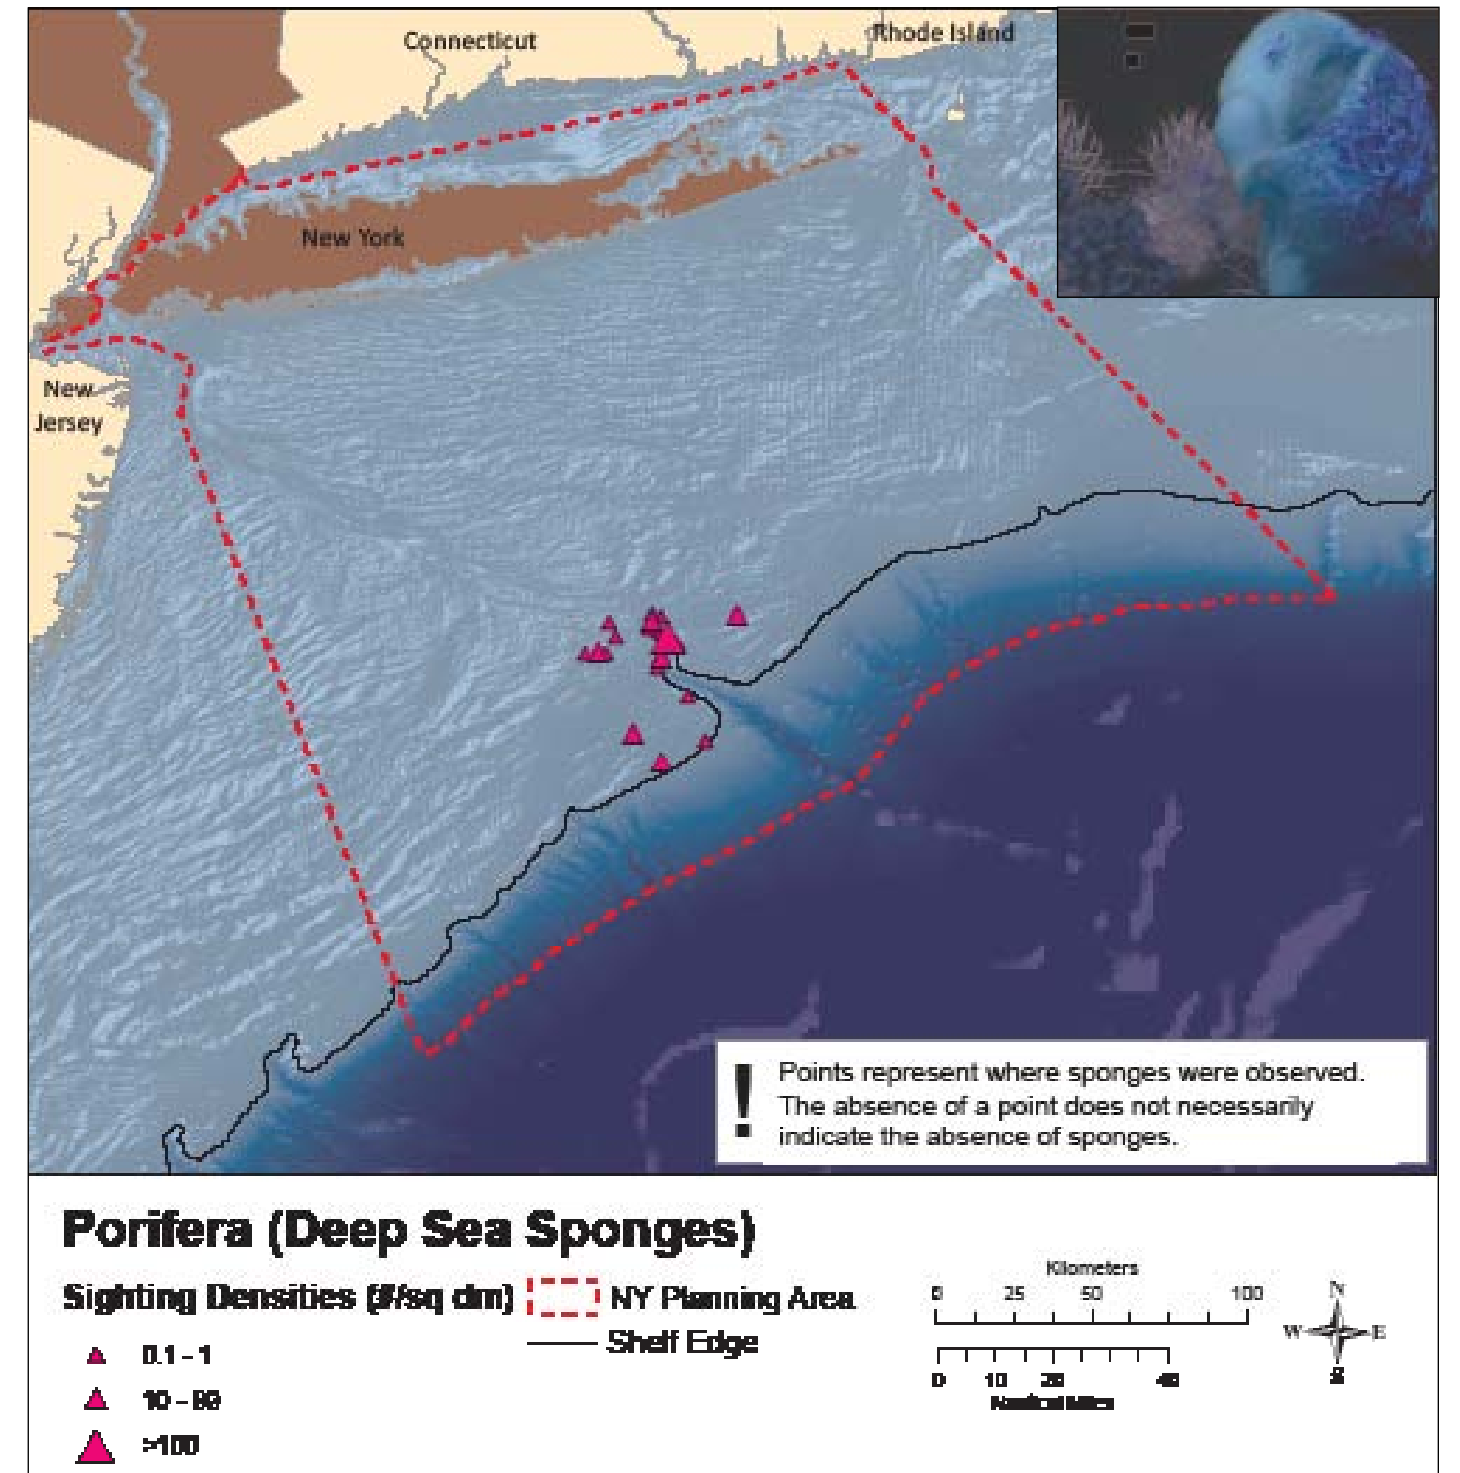 Connecticut
Rhode Island
New York
New
Jersey
! Points represent where sponges were observed.
The absence of a point does not necessarily
indicate the absence of sponges.
Porifera (Deep Sea Sponges)
Sighting Densities (#/sq dm)
0.1 - 1
10 - 99
>100
NY Planning Area
Shelf Edge
Kilometers
0 25 50 100
0 10 20 40
Nautical Miles
N
W E
S